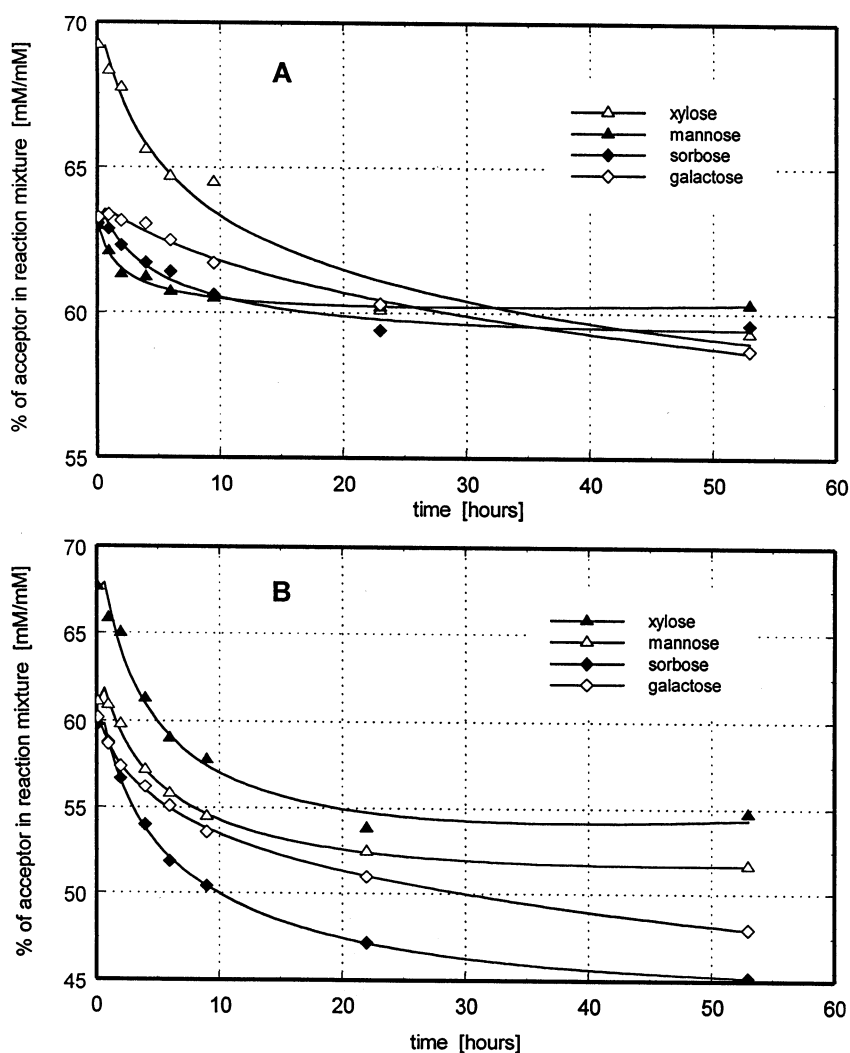 70
65
60
55
% of acceptor in reaction mixture [mM/mM]
A
xylose
mannose
sorbose
galactose
0 10 20 30 40 50 60
time [hours]
70
65
60
55
50
45
% of acceptor in reaction mixture [mM/mM]
B
xylose
mannose
sorbose
galactose
0 10 20 30 40 50 60
time [hours]